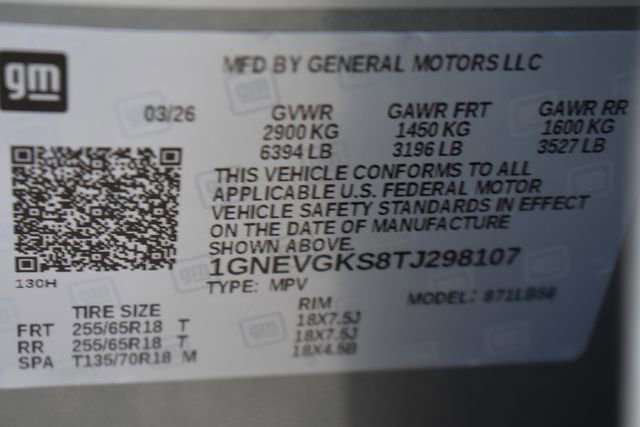 gm
MFD BY GENERAL MOTORS LLC
03/26 GVWR GAWR FRT GAWR RR
2900 KG 1450 KG 1600 KG
6394 LB 3196 LB 3527 LB
THIS VEHICLE CONFORMS TO ALL
APPLICABLE U.S. FEDERAL MOTOR
VEHICLE SAFETY STANDARDS IN EFFECT
ON THE DATE OF MANUFACTURE
SHOWN ABOVE.
130H
1GNEVGKS8TJ298107
TYPE: MPV MODEL:
TIRE SIZE RIM
FRT 255/65R18 T 18X7.5J
RR 255/65R18 T 18X7.5J
SPA T135/70R18 M 18X4.5B